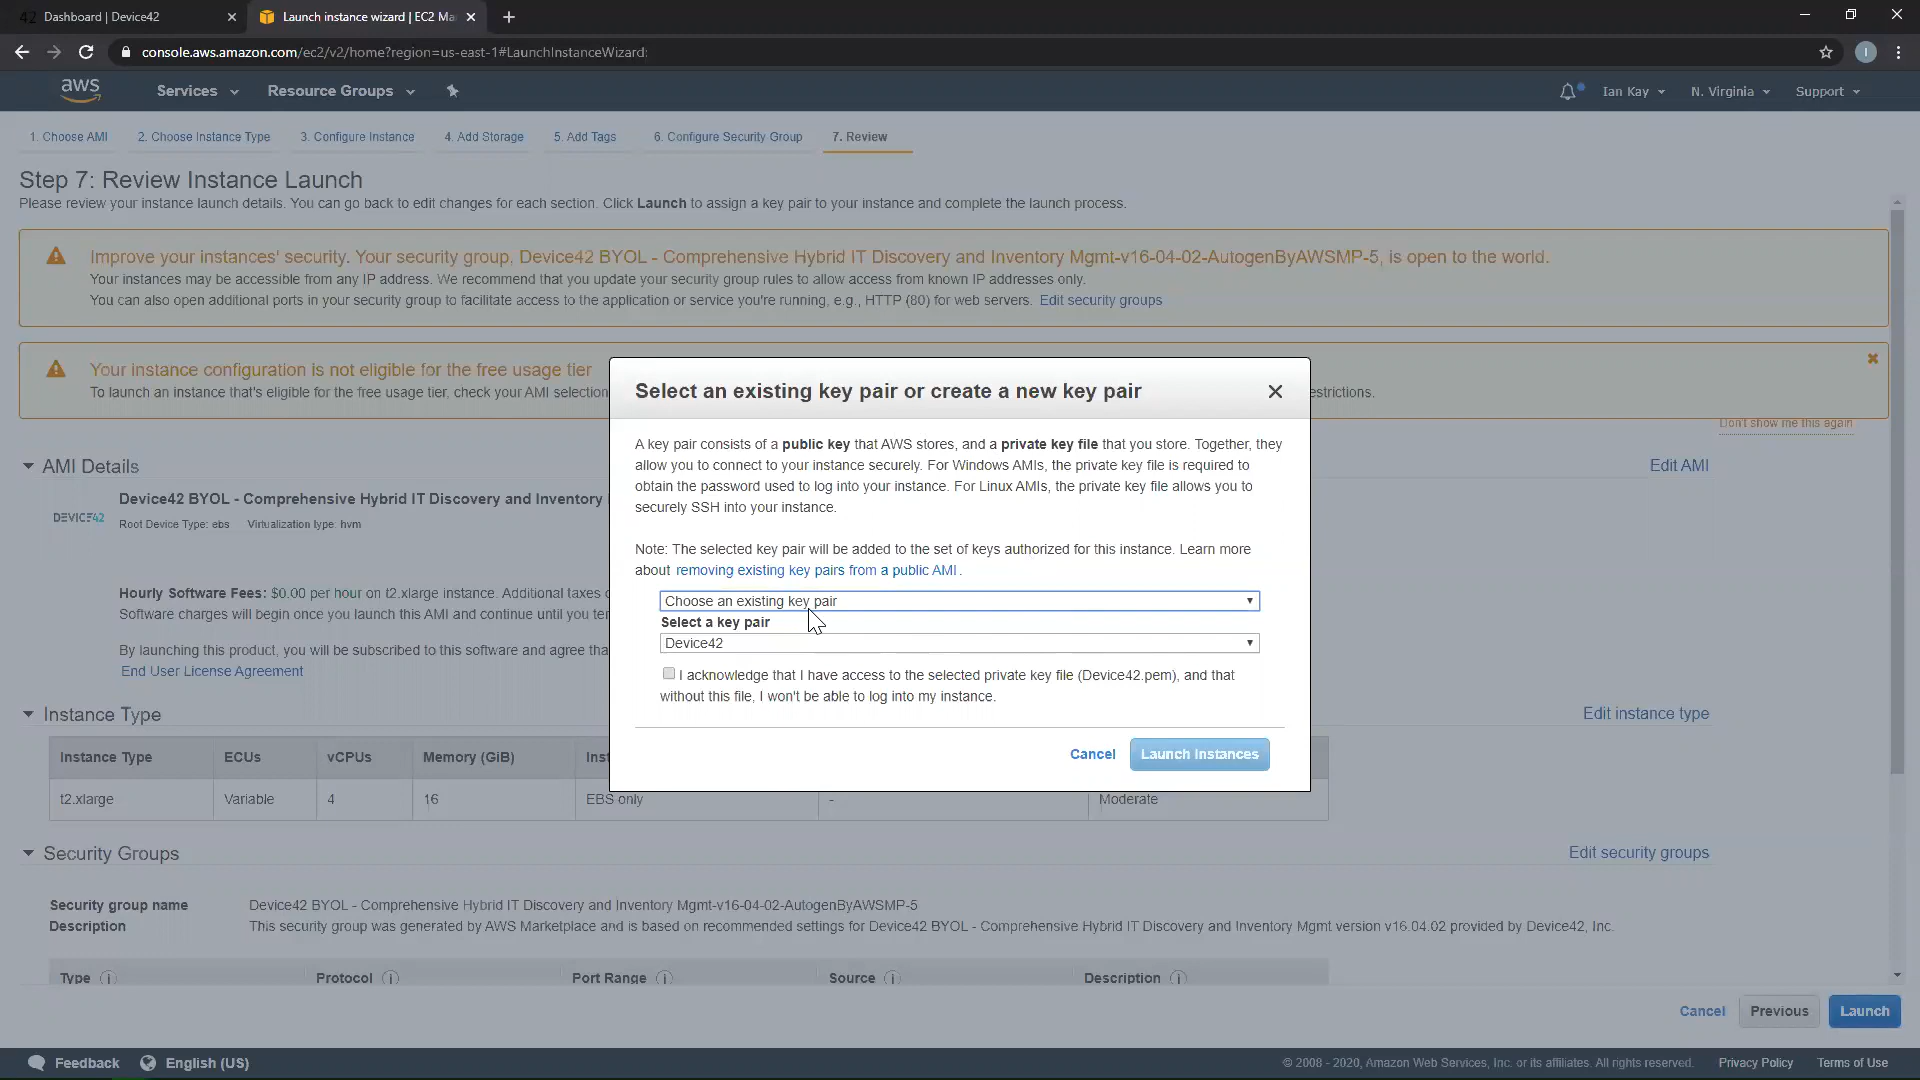 42 Dashboard | Device42
Launch instance wizard | EC2 Ma
console.aws.amazon.com/ec2/v2/home?region=us-east-1#LaunchInstanceWizard:
I
aws
Services
Resource Groups
Ian Kay
N. Virginia
Support
1. Choose AMI
2. Choose Instance Type
3. Configure Instance
4. Add Storage
5. Add Tags
6. Configure Security Group
7. Review
Step 7: Review Instance Launch
Please review your instance launch details. You can go back to edit changes for each section. Click Launch to assign a key pair to your instance and complete the launch process.
Improve your instances' security. Your security group, Device42 BYOL - Comprehensive Hybrid IT Discovery and Inventory Mgmt-v16-04-02-AutogenByAWSMP-5, is open to the world.
Your instances may be accessible from any IP address. We recommend that you update your security group rules to allow access from known IP addresses only.
You can also open additional ports in your security group to facilitate access to the application or service you're running, e.g., HTTP (80) for web servers. Edit security groups
Your instance configuration is not eligible for the free usage tier
To launch an instance that's eligible for the free usage tier, check your AMI selection
estrictions.
Don't show me this again
Select an existing key pair or create a new key pair
A key pair consists of a public key that AWS stores, and a private key file that you store. Together, they
allow you to connect to your instance securely. For Windows AMIs, the private key file is required to
obtain the password used to log into your instance. For Linux AMIs, the private key file allows you to
securely SSH into your instance.
Note: The selected key pair will be added to the set of keys authorized for this instance. Learn more
about removing existing key pairs from a public AMI.
Choose an existing key pair
Select a key pair
Device42
I acknowledge that I have access to the selected private key file (Device42.pem), and that
without this file, I won't be able to log into my instance.
Cancel
Launch Instances
AMI Details
Edit AMI
DEVICE42
Device42 BYOL - Comprehensive Hybrid IT Discovery and Inventory
Root Device Type: ebs Virtualization type: hvm
Hourly Software Fees: $0.00 per hour on t2.xlarge instance. Additional taxes o
Software charges will begin once you launch this AMI and continue until you ter
By launching this product, you will be subscribed to this software and agree tha
End User License Agreement
Instance Type
Edit instance type
Instance Type
ECUs
vCPUs
Memory (GiB)
Inst
t2.xlarge
Variable
4
16
EBS only
-
Moderate
Security Groups
Edit security groups
Security group name
Device42 BYOL - Comprehensive Hybrid IT Discovery and Inventory Mgmt-v16-04-02-AutogenByAWSMP-5
Description
This security group was generated by AWS Marketplace and is based on recommended settings for Device42 BYOL - Comprehensive Hybrid IT Discovery and Inventory Mgmt version v16.04.02 provided by Device42, Inc.
Type
Protocol
Port Range
Source
Description
Cancel
Previous
Launch
Feedback
English (US)
© 2008 - 2020, Amazon Web Services, Inc. or its affiliates. All rights reserved.
Privacy Policy
Terms of Use